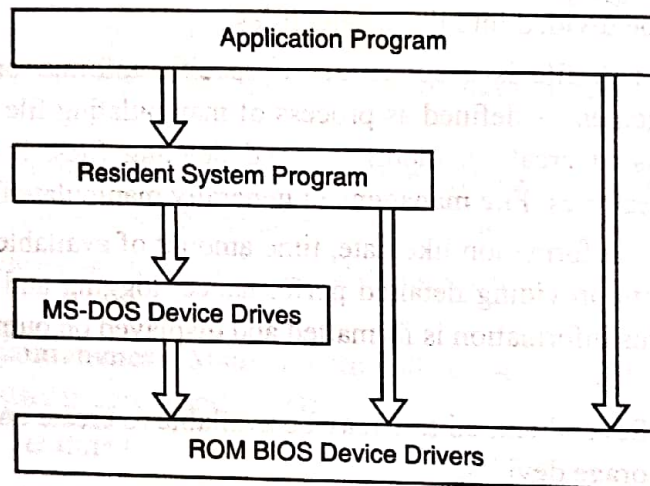 Application Program
Resident System Program
MS-DOS Device Drives
ROM BIOS Device Drivers